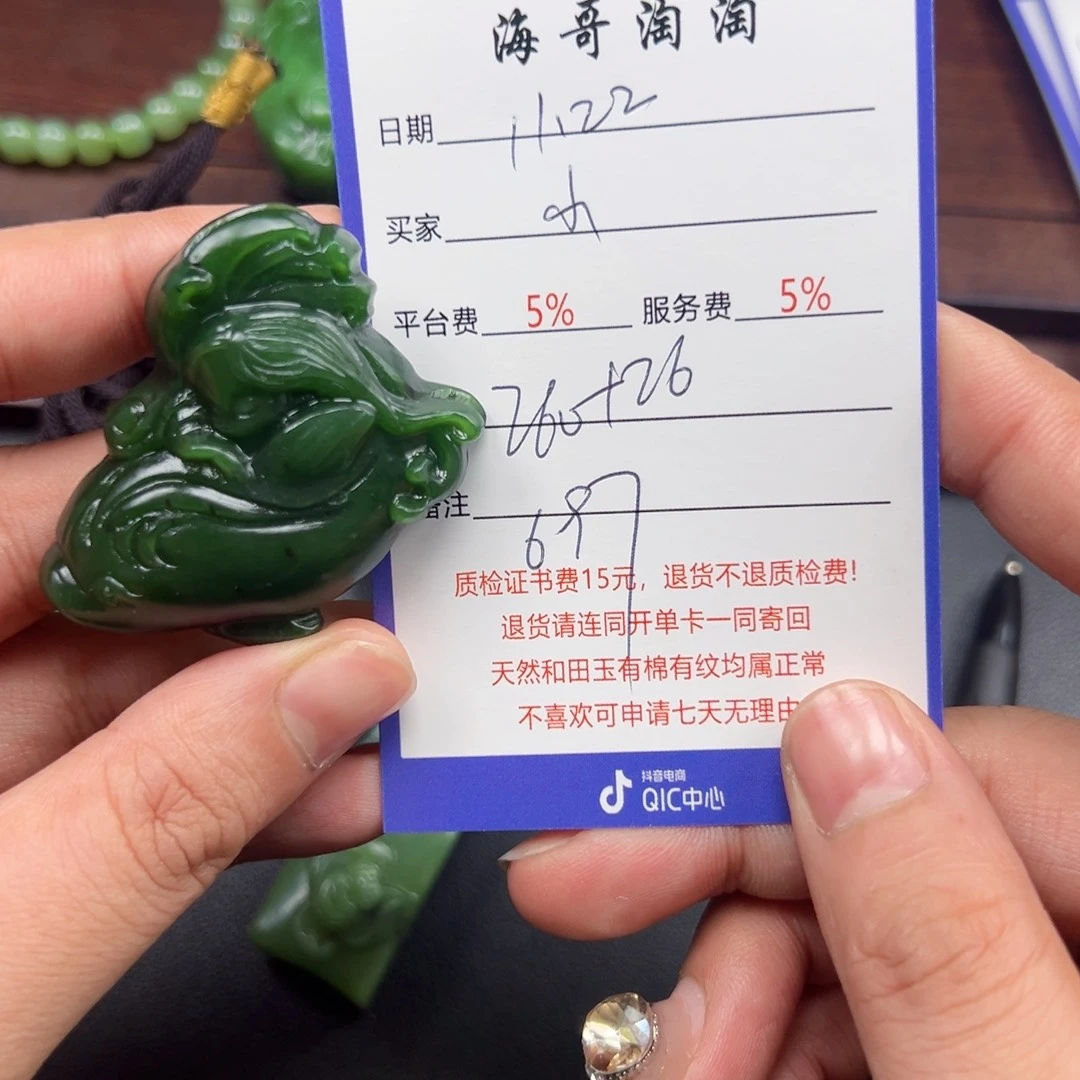 海哥淘淘
日期 11.22
买家
平台费 5% 服务费 5%
260+26
备注 697
质检证书费15元，退货不退质检费!
退货请连同开单卡一同寄回
天然和田玉有棉有纹均属正常
不喜欢可申请七天无理由
抖音电商
QIC中心